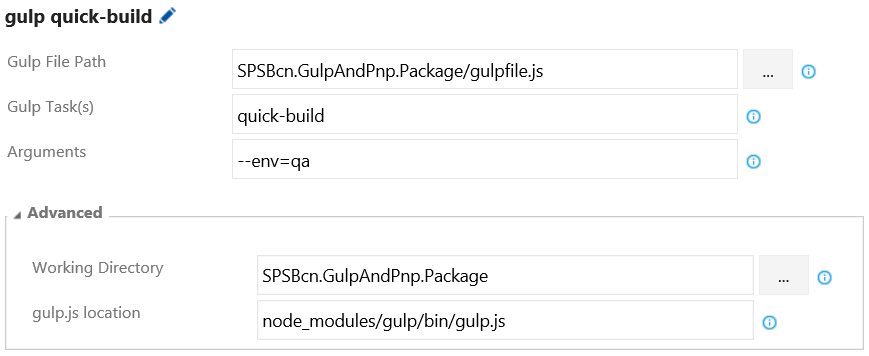 gulp quick-build
Gulp File Path SPSBcn.GulpAndPnp.Package/gulpfile.js ...
Gulp Task(s) quick-build
Arguments --env=qa
Advanced
Working Directory SPSBcn.GulpAndPnp.Package ...
gulp.js location node_modules/gulp/bin/gulp.js